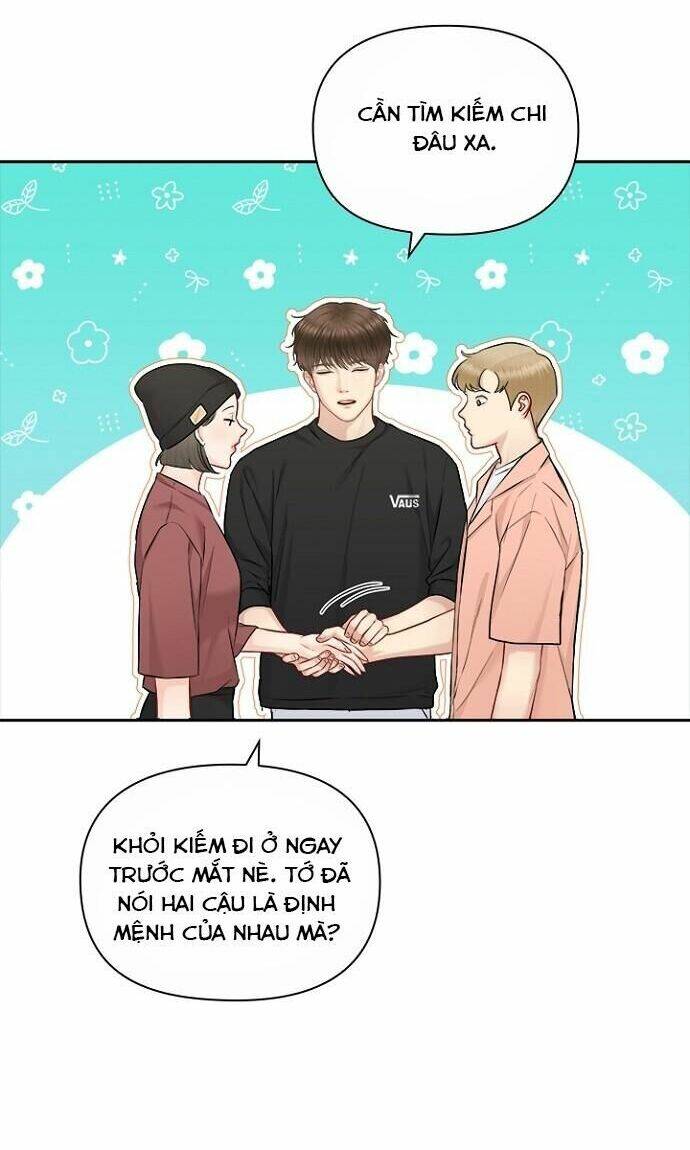 CẦN TÌM KIẾM CHI
ĐÂU XA.
VAUS
KHỎI KIẾM ĐI Ở NGAY
TRƯỚC MẮT NÈ. TỚ ĐÃ
NÓI HAI CẬU LÀ ĐỊNH
MỆNH CỦA NHAU MÀ?